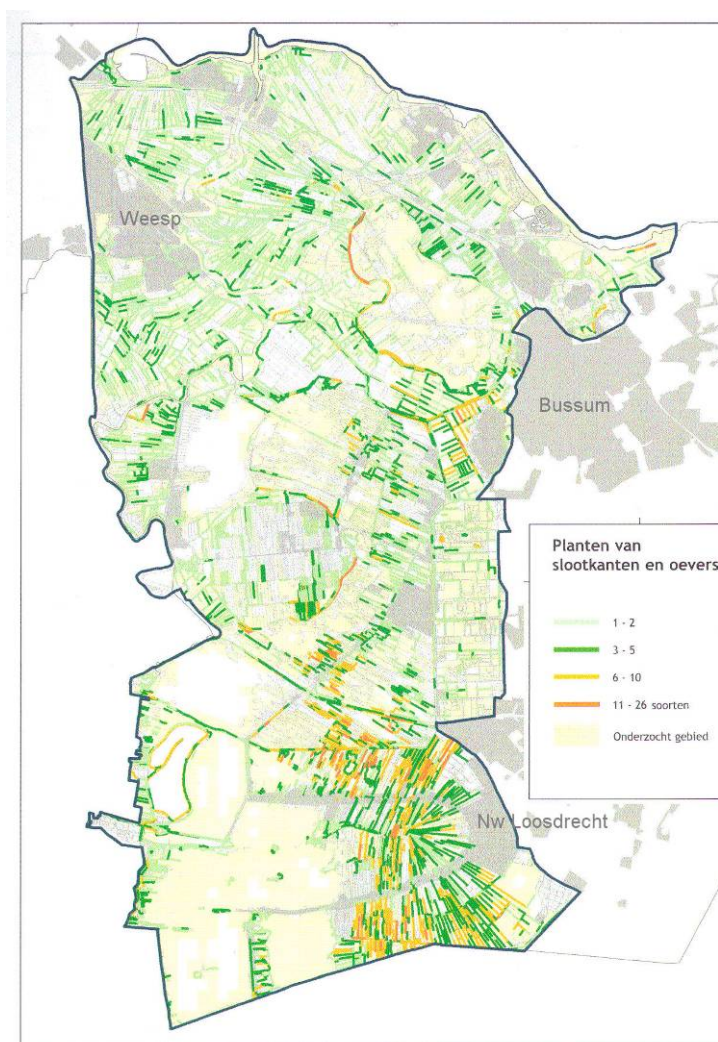 Weesp
Bussum
Planten van
slootkanten en oevers
1 - 2
3 - 5
6 - 10
11 - 26 soorten
Onderzocht gebied
Nw Loosdrecht